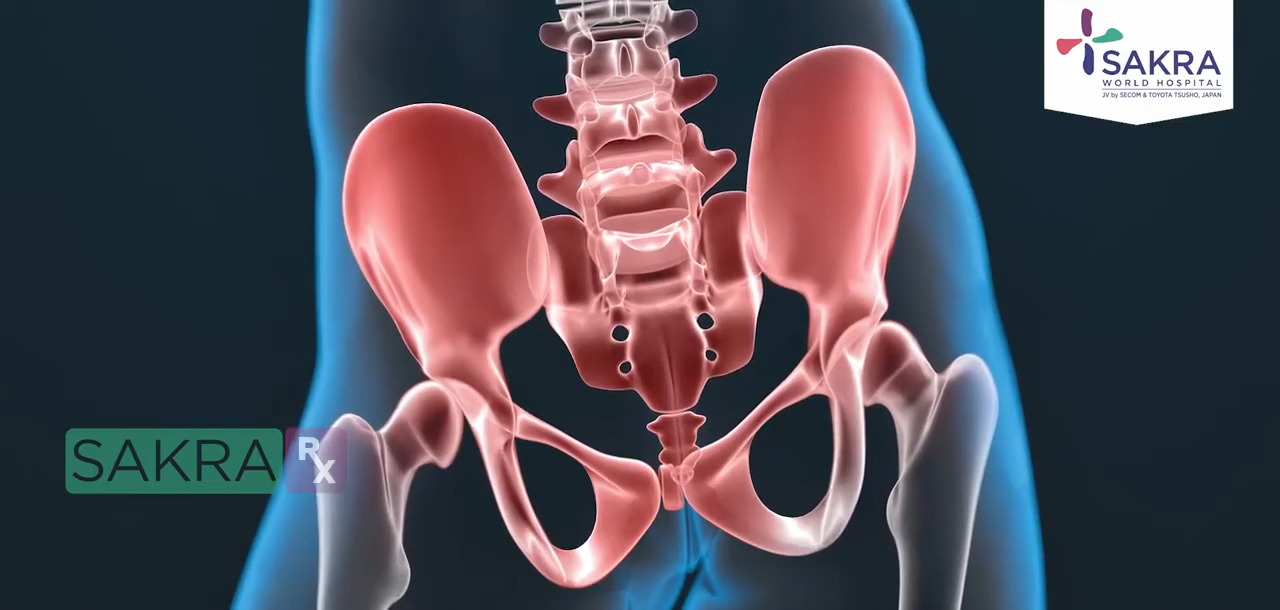 SAKRA
WORLD HOSPITAL
JV by SECOM & TOYOTA TSUSHO, JAPAN
SAKRA Rx